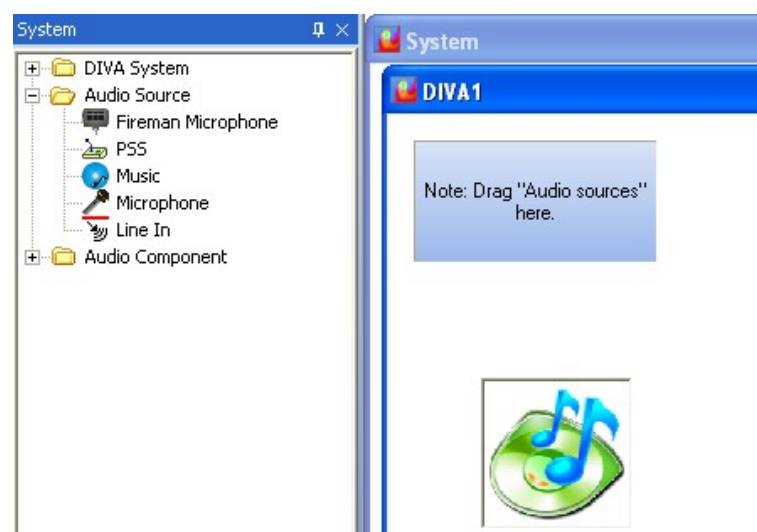 System
DIVA System
Audio Source
Fireman Microphone
PSS
Music
Microphone
Line In
Audio Component
System
DIVA1
Note: Drag "Audio sources"
here.